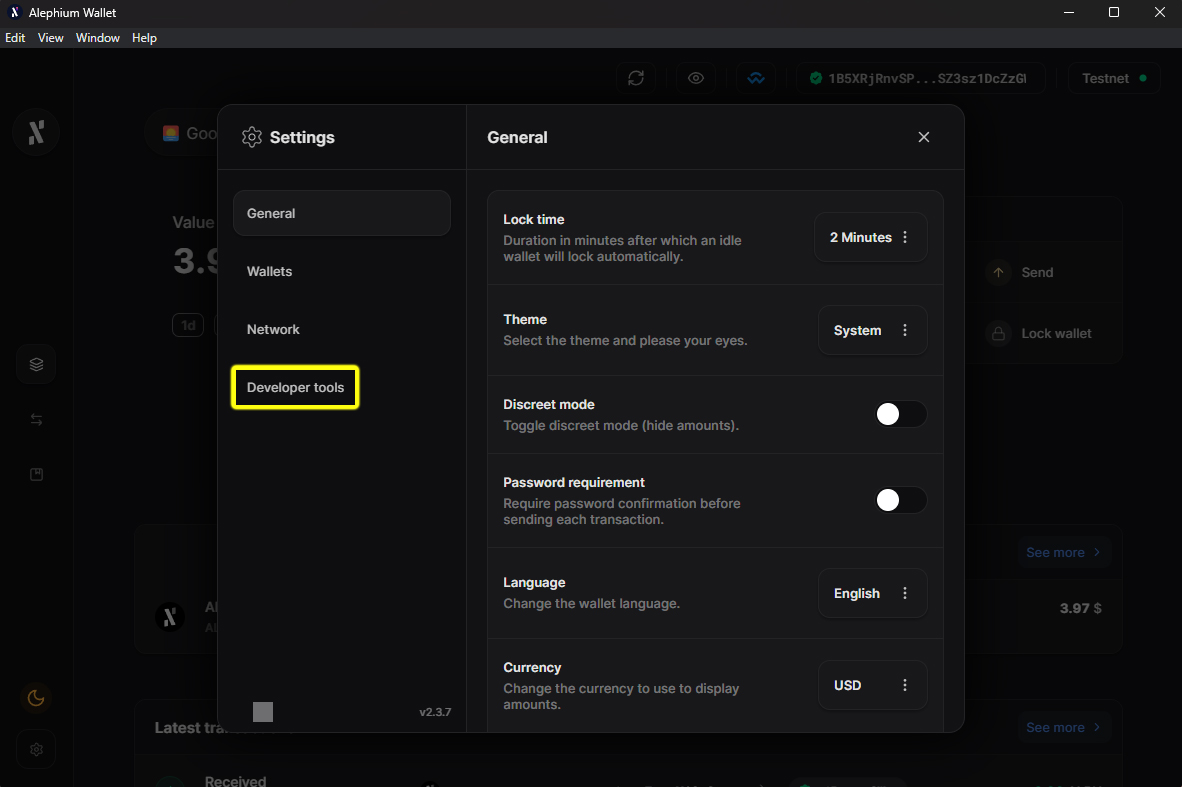 Alephium Wallet
Edit View Window Help
1B5XRjRnvSP...SZ3sz1DcZzG
Testnet
Goo
Settings
General
General
Wallets
Network
Developer tools
v2.3.7
Lock time
Duration in minutes after which an idle
wallet will lock automatically.
2 Minutes
Theme
Select the theme and please your eyes.
System
Discreet mode
Toggle discreet mode (hide amounts).
Password requirement
Require password confirmation before
sending each transaction.
Language
Change the wallet language.
English
Currency
Change the currency to use to display
amounts.
USD
Value
3.9
1d
Send
Lock wallet
See more
Al
Al
3.97 $
Latest tra
See more
Received